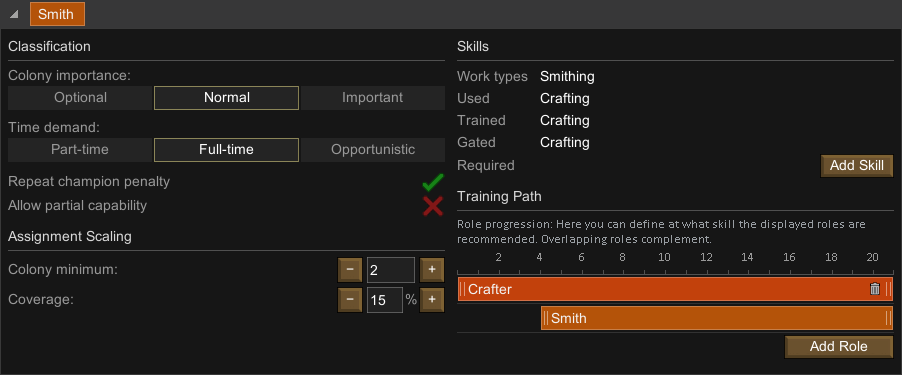 Smith
Classification
Colony importance:
Optional Normal Important
Time demand:
Part-time Full-time Opportunistic
Repeat champion penalty
Allow partial capability
Assignment Scaling
Colony minimum: − 2 +
Coverage: − 15 % +
Skills
Work types Smithing
Used Crafting
Trained Crafting
Gated Crafting
Required Add Skill
Training Path
Role progression: Here you can define at what skill the displayed roles are
recommended. Overlapping roles complement.
2 4 6 8 10 12 14 16 18 20
Crafter
Smith
Add Role